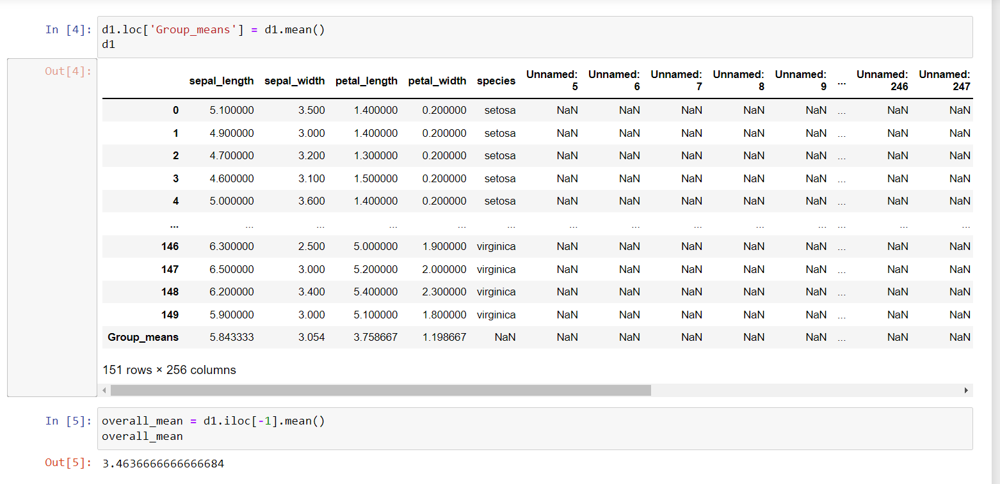 In [4]: d1.loc['Group_means'] = d1.mean()
d1
Out[4]:
sepal_length sepal_width petal_length petal_width species Unnamed: 5 Unnamed: 6 Unnamed: 7 Unnamed: 8 Unnamed: 9 ... Unnamed: 246 Unnamed: 247
0 5.100000 3.500 1.400000 0.200000 setosa NaN NaN NaN NaN NaN ... NaN NaN
1 4.900000 3.000 1.400000 0.200000 setosa NaN NaN NaN NaN NaN ... NaN NaN
2 4.700000 3.200 1.300000 0.200000 setosa NaN NaN NaN NaN NaN ... NaN NaN
3 4.600000 3.100 1.500000 0.200000 setosa NaN NaN NaN NaN NaN ... NaN NaN
4 5.000000 3.600 1.400000 0.200000 setosa NaN NaN NaN NaN NaN ... NaN NaN
... ... ... ... ... ... ... ... ... ... ... ... ... ...
146 6.300000 2.500 5.000000 1.900000 virginica NaN NaN NaN NaN NaN ... NaN NaN
147 6.500000 3.000 5.200000 2.000000 virginica NaN NaN NaN NaN NaN ... NaN NaN
148 6.200000 3.400 5.400000 2.300000 virginica NaN NaN NaN NaN NaN ... NaN NaN
149 5.900000 3.000 5.100000 1.800000 virginica NaN NaN NaN NaN NaN ... NaN NaN
Group_means 5.843333 3.054 3.758667 1.198667 NaN NaN NaN NaN NaN NaN ... NaN NaN
151 rows × 256 columns
In [5]: overall_mean = d1.iloc[-1].mean()
overall_mean
Out[5]: 3.4636666666666684